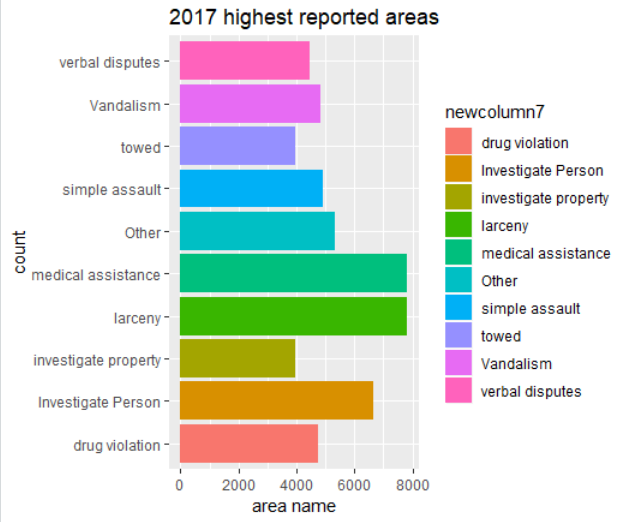 2017 highest reported areas
verbal disputes
Vandalism
towed
simple assault
Other
medical assistance
larceny
investigate property
Investigate Person
drug violation
count
0 2000 4000 6000 8000
area name
newcolumn7
drug violation
Investigate Person
investigate property
larceny
medical assistance
Other
simple assault
towed
Vandalism
verbal disputes